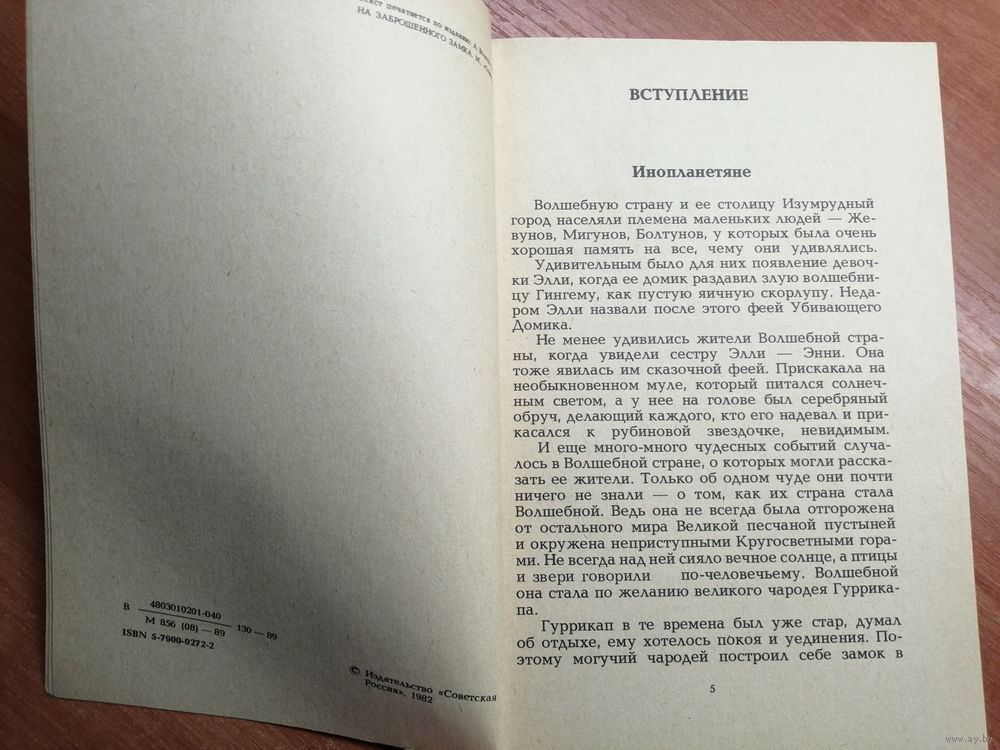 текст печатается по изданию: А.
НА ЗАБРОШЕННОГО ЗАМКА. М.,
В 4803010201-040
М 856 (08) — 89
130 — 89
ISBN 5-7900-0272-2
© Издательство «Советская
Россия», 1982
ВСТУПЛЕНИЕ
Инопланетяне
Волшебную страну и ее столицу Изумрудный
город населяли племена маленьких людей — Же-
вунов, Мигунов, Болтунов, у которых была очень
хорошая память на все, чему они удивлялись.
Удивительным было для них появление девоч-
ки Элли, когда ее домик раздавил злую волшебни-
цу Гингему, как пустую яичную скорлупу. Неда-
ром Элли назвали после этого феей Убивающего
Домика.
Не менее удивились жители Волшебной стра-
ны, когда увидели сестру Элли — Энни. Она
тоже явилась им сказочной феей. Прискакала на
необыкновенном муле, который питался солнеч-
ным светом, а у нее на голове был серебряный
обруч, делающий каждого, кто его надевал и при-
касался к рубиновой звездочке, невидимым.
И еще много-много чудесных событий случа-
лось в Волшебной стране, о которых могли расска-
зать ее жители. Только об одном чуде они почти
ничего не знали — о том, как их страна стала
Волшебной. Ведь она не всегда была отгорожена
от остального мира Великой песчаной пустыней
и окружена неприступными Кругосветными гора-
ми. Не всегда над ней сияло вечное солнце, а птицы
и звери говорили по-человечьему. Волшебной
она стала по желанию великого чародея Гуррика-
па.
Гуррикап в те времена был уже стар, думал
об отдыхе, ему хотелось покоя и уединения. По-
этому могучий чародей построил себе замок в
5
www.ay.by